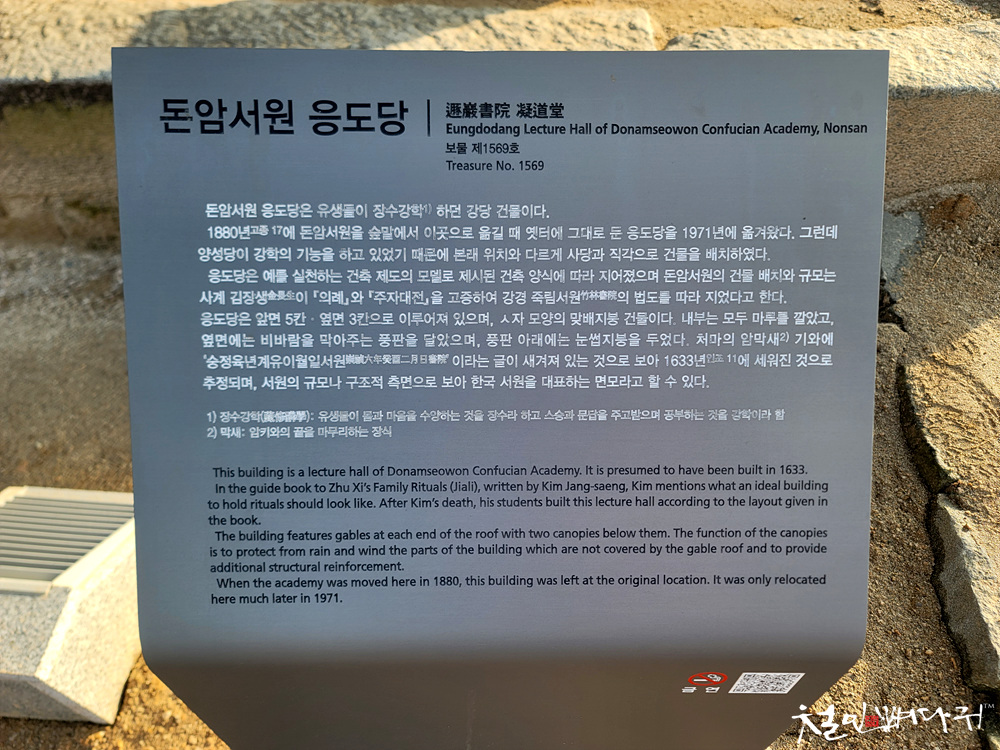 돈암서원 응도당
遯巖書院 凝道堂
Eungdodang Lecture Hall of Donamseowon Confucian Academy, Nonsan
보물 제1569호
Treasure No. 1569
돈암서원 응도당은 유생들이 장수강학1) 하던 강당 건물이다.
1880년고종 17에 돈암서원을 숲말에서 이곳으로 옮길 때 옛터에 그대로 둔 응도당을 1971년에 옮겨왔다. 그런데
양성당이 강학의 기능을 하고 있었기 때문에 본래 위치와 다르게 사당과 직각으로 건물을 배치하였다.
응도당은 예를 실천하는 건축 제도의 모델로 제시된 건축 양식에 따라 지어졌으며 돈암서원의 건물 배치와 규모는
사계 김장생金長生이 『의례』와 『주자대전』을 고증하여 강경 죽림서원竹林書院의 법도를 따라 지었다고 한다.
응도당은 앞면 5칸 · 옆면 3칸으로 이루어져 있으며, ㅅ자 모양의 맞배지붕 건물이다. 내부는 모두 마루를 깔았고,
옆면에는 비바람을 막아주는 풍판을 달았으며, 풍판 아래에는 눈썹지붕을 두었다. 처마의 암막새2) 기와에
'숭정육년계유이월일서원崇禎六年癸酉二月日書院' 이라는 글이 새겨져 있는 것으로 보아 1633년인조 11에 세워진 것으로
추정되며, 서원의 규모나 구조적 측면으로 보아 한국 서원을 대표하는 면모라고 할 수 있다.
1) 장수강학(藏修講學): 유생들이 몸과 마음을 수양하는 것을 장수라 하고 스승과 문답을 주고받으며 공부하는 것을 강학이라 함
2) 막새: 암키와의 끝을 마무리하는 장식
This building is a lecture hall of Donamseowon Confucian Academy. It is presumed to have been built in 1633.
In the guide book to Zhu Xi's Family Rituals (Jiali), written by Kim Jang-saeng, Kim mentions what an ideal building
to hold rituals should look like. After Kim's death, his students built this lecture hall according to the layout given in
the book.
The building features gables at each end of the roof with two canopies below them. The function of the canopies
is to protect from rain and wind the parts of the building which are not covered by the gable roof and to provide
additional structural reinforcement.
When the academy was moved here in 1880, this building was left at the original location. It was only relocated
here much later in 1971.
금연
철민뻐다귀™